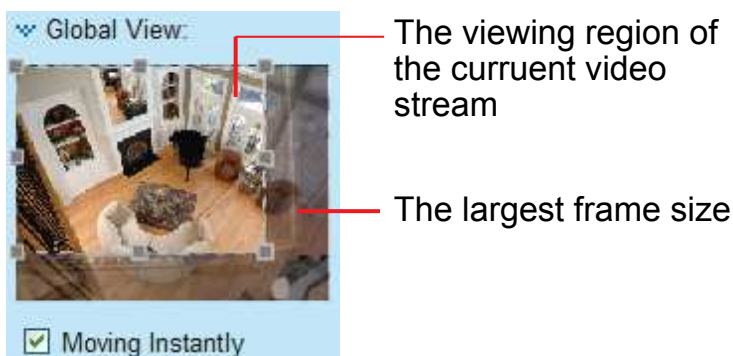 Global View:
The viewing region of
the curruent video
stream
The largest frame size
Moving Instantly